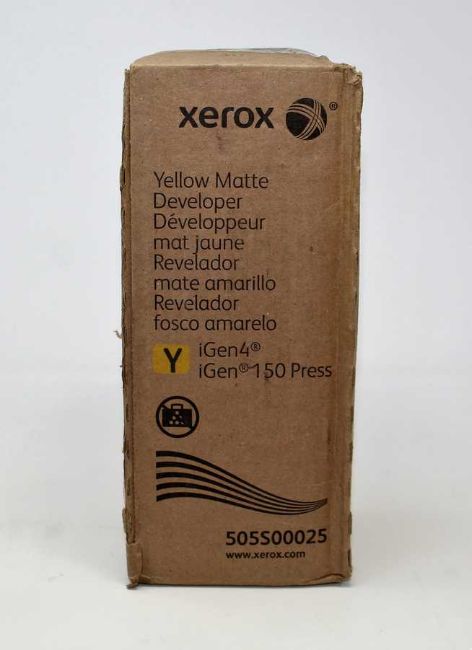 xerox ®
Yellow Matte
Developer
Développeur
mat jaune
Revelador
mate amarillo
Revelador
fosco amarelo
Y
iGen4®
iGen® 150 Press
505S00025
www.xerox.com